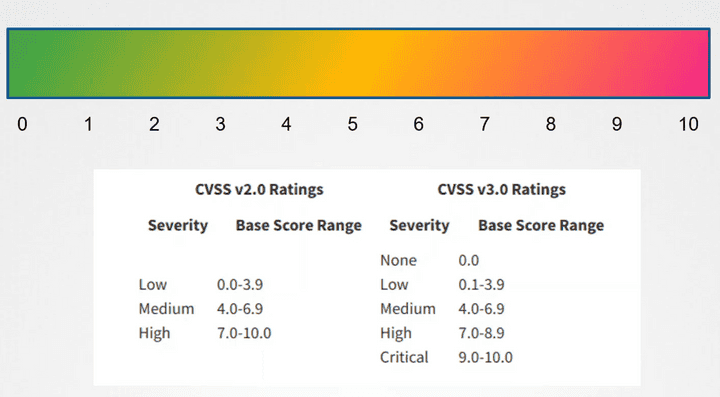 0 1 2 3 4 5 6 7 8 9 10
CVSS v2.0 Ratings CVSS v3.0 Ratings
Severity Base Score Range Severity Base Score Range
None 0.0
Low 0.0-3.9 Low 0.1-3.9
Medium 4.0-6.9 Medium 4.0-6.9
High 7.0-10.0 High 7.0-8.9
Critical 9.0-10.0